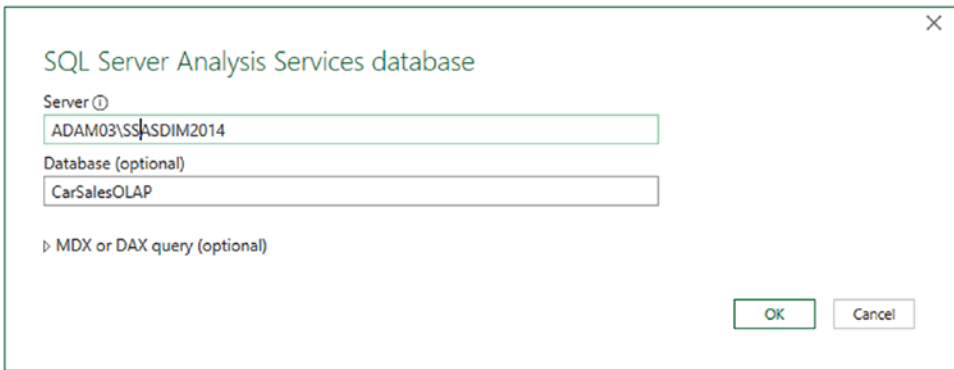 SQL Server Analysis Services database
Server
ADAM03\SSASDIM2014
Database (optional)
CarSalesOLAP
MDX or DAX query (optional)
OK Cancel